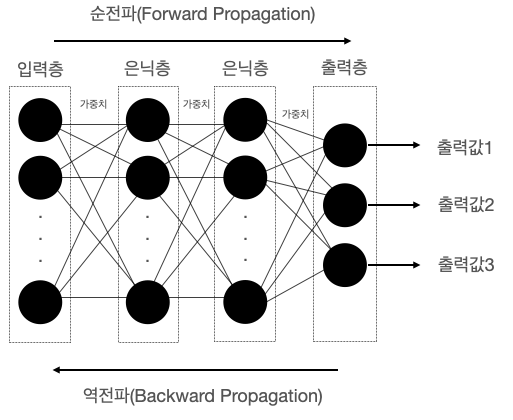 순전파(Forward Propagation)
입력층 은닉층 은닉층 출력층
가중치 가중치 가중치
출력값1
출력값2
출력값3
역전파(Backward Propagation)